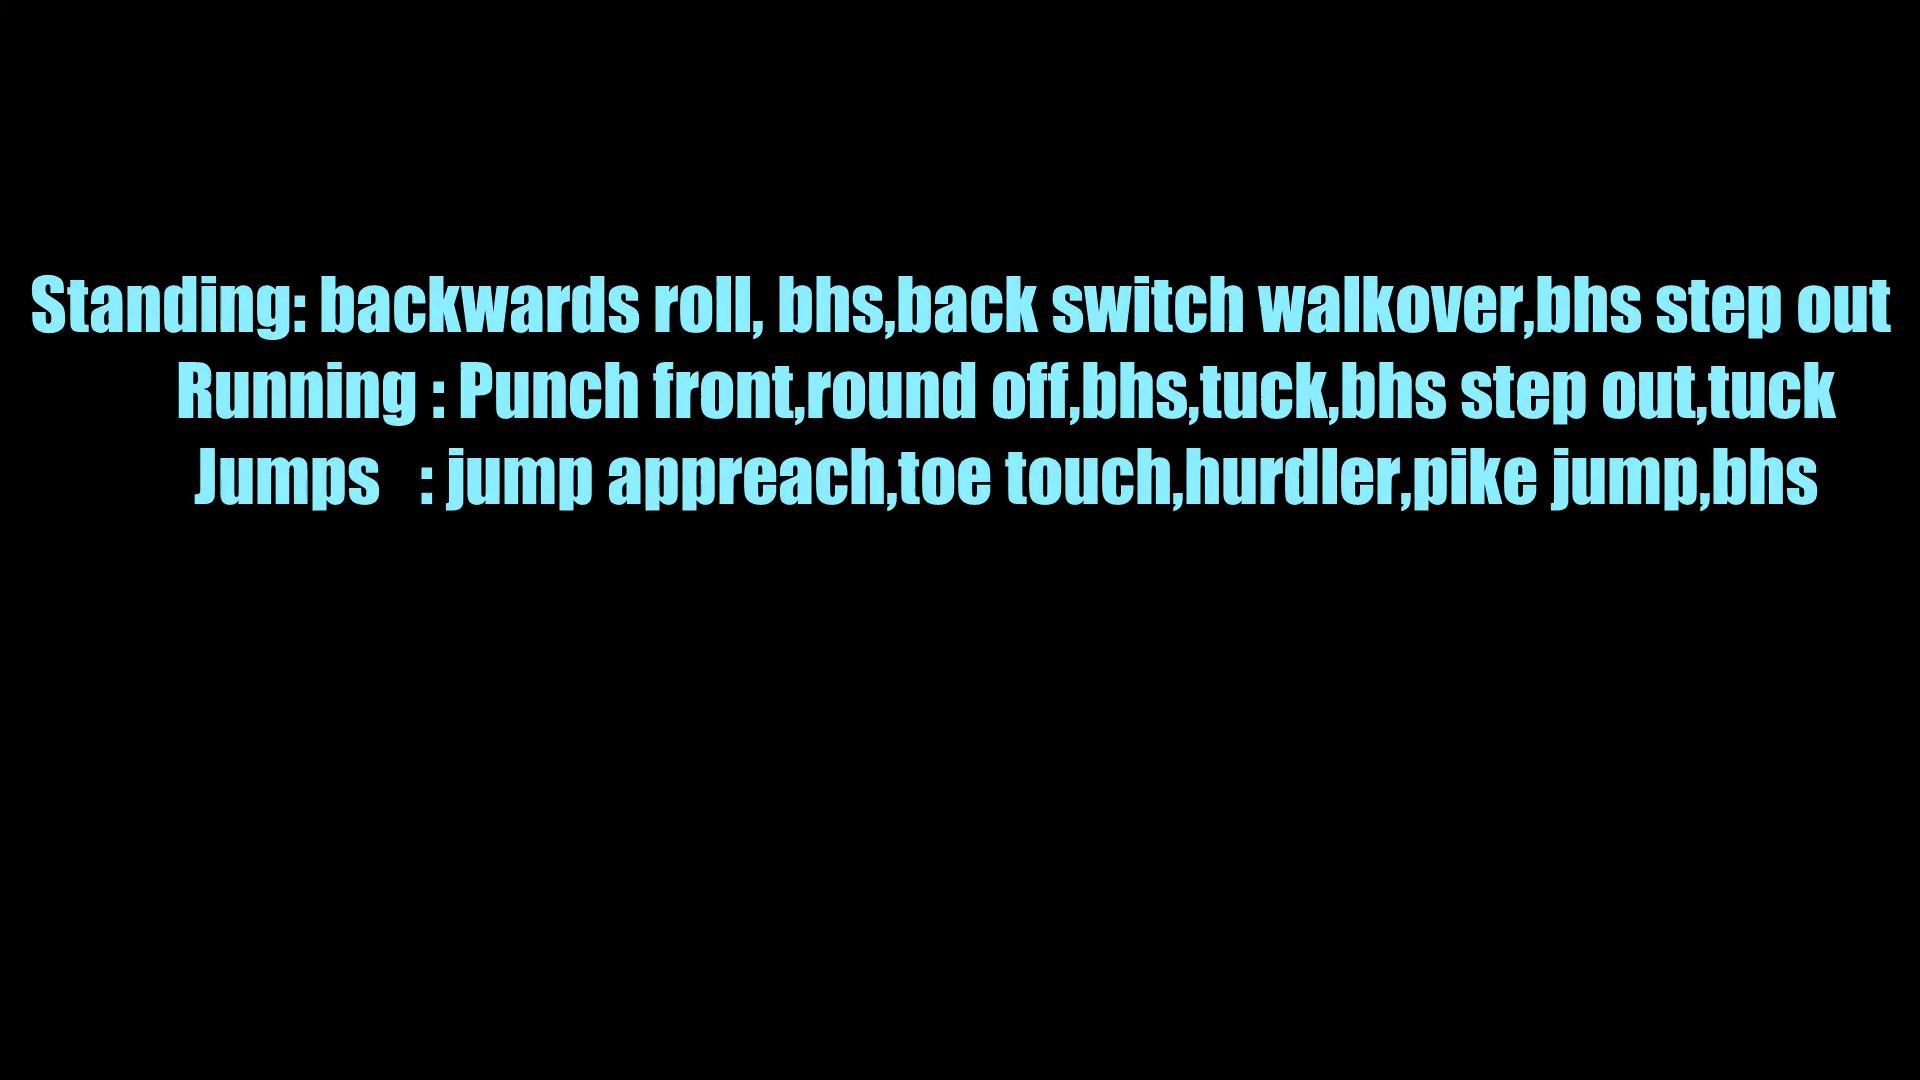 Standing: backwards roll, bhs,back switch walkover,bhs step out
Running : Punch front,round off,bhs,tuck,bhs step out,tuck
Jumps   : jump appreach,toe touch,hurdler,pike jump,bhs